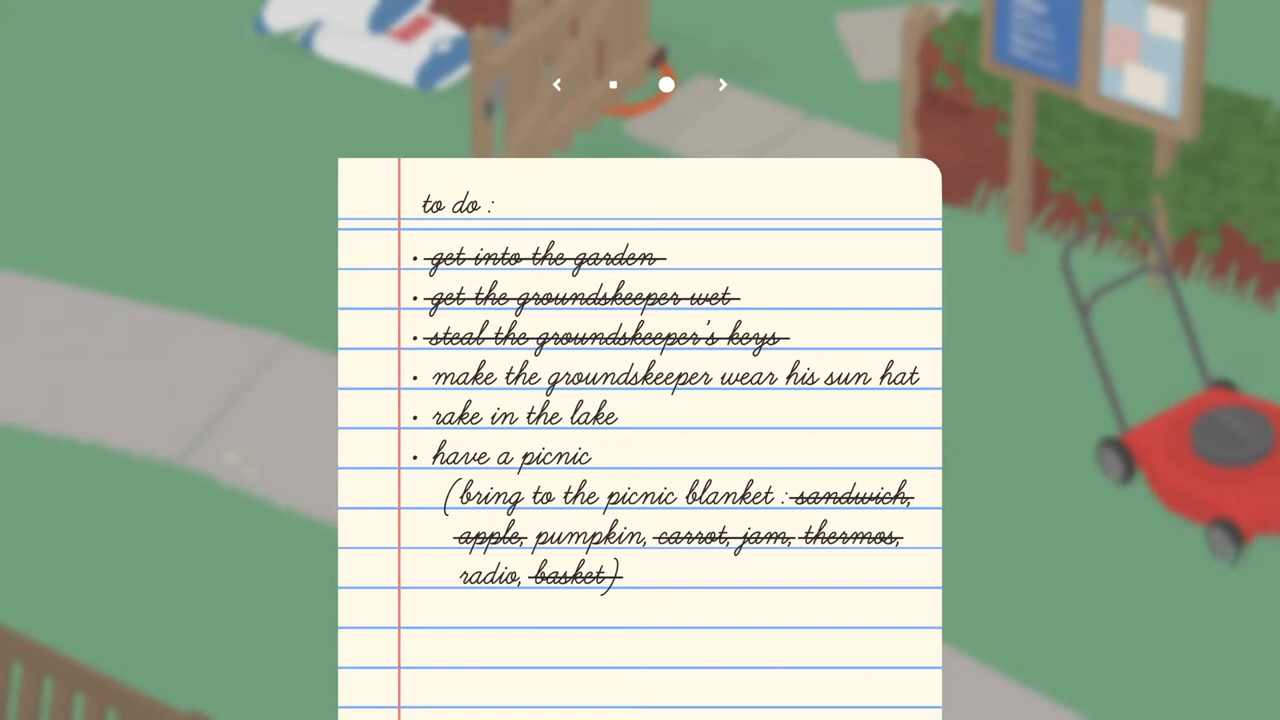 to do :
• get into the garden
• get the groundskeeper wet
• steal the groundskeeper's keys
• make the groundskeeper wear his sun hat
• rake in the lake
• have a picnic
(bring to the picnic blanket : sandwich,
apple, pumpkin, carrot, jam, thermos,
radio, basket)